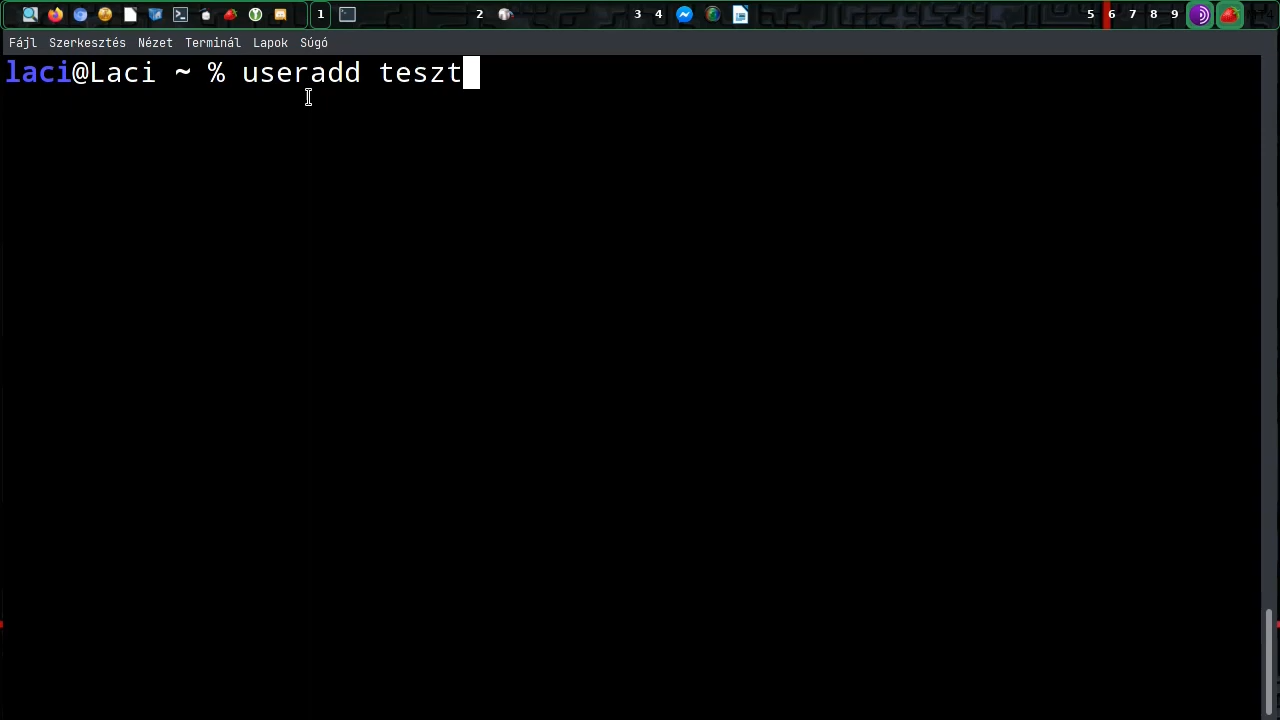 1 2 3 4 5 6 7 8 9
Fájl Szerkesztés Nézet Terminál Lapok Súgó
laci@Laci ~ % useradd teszt